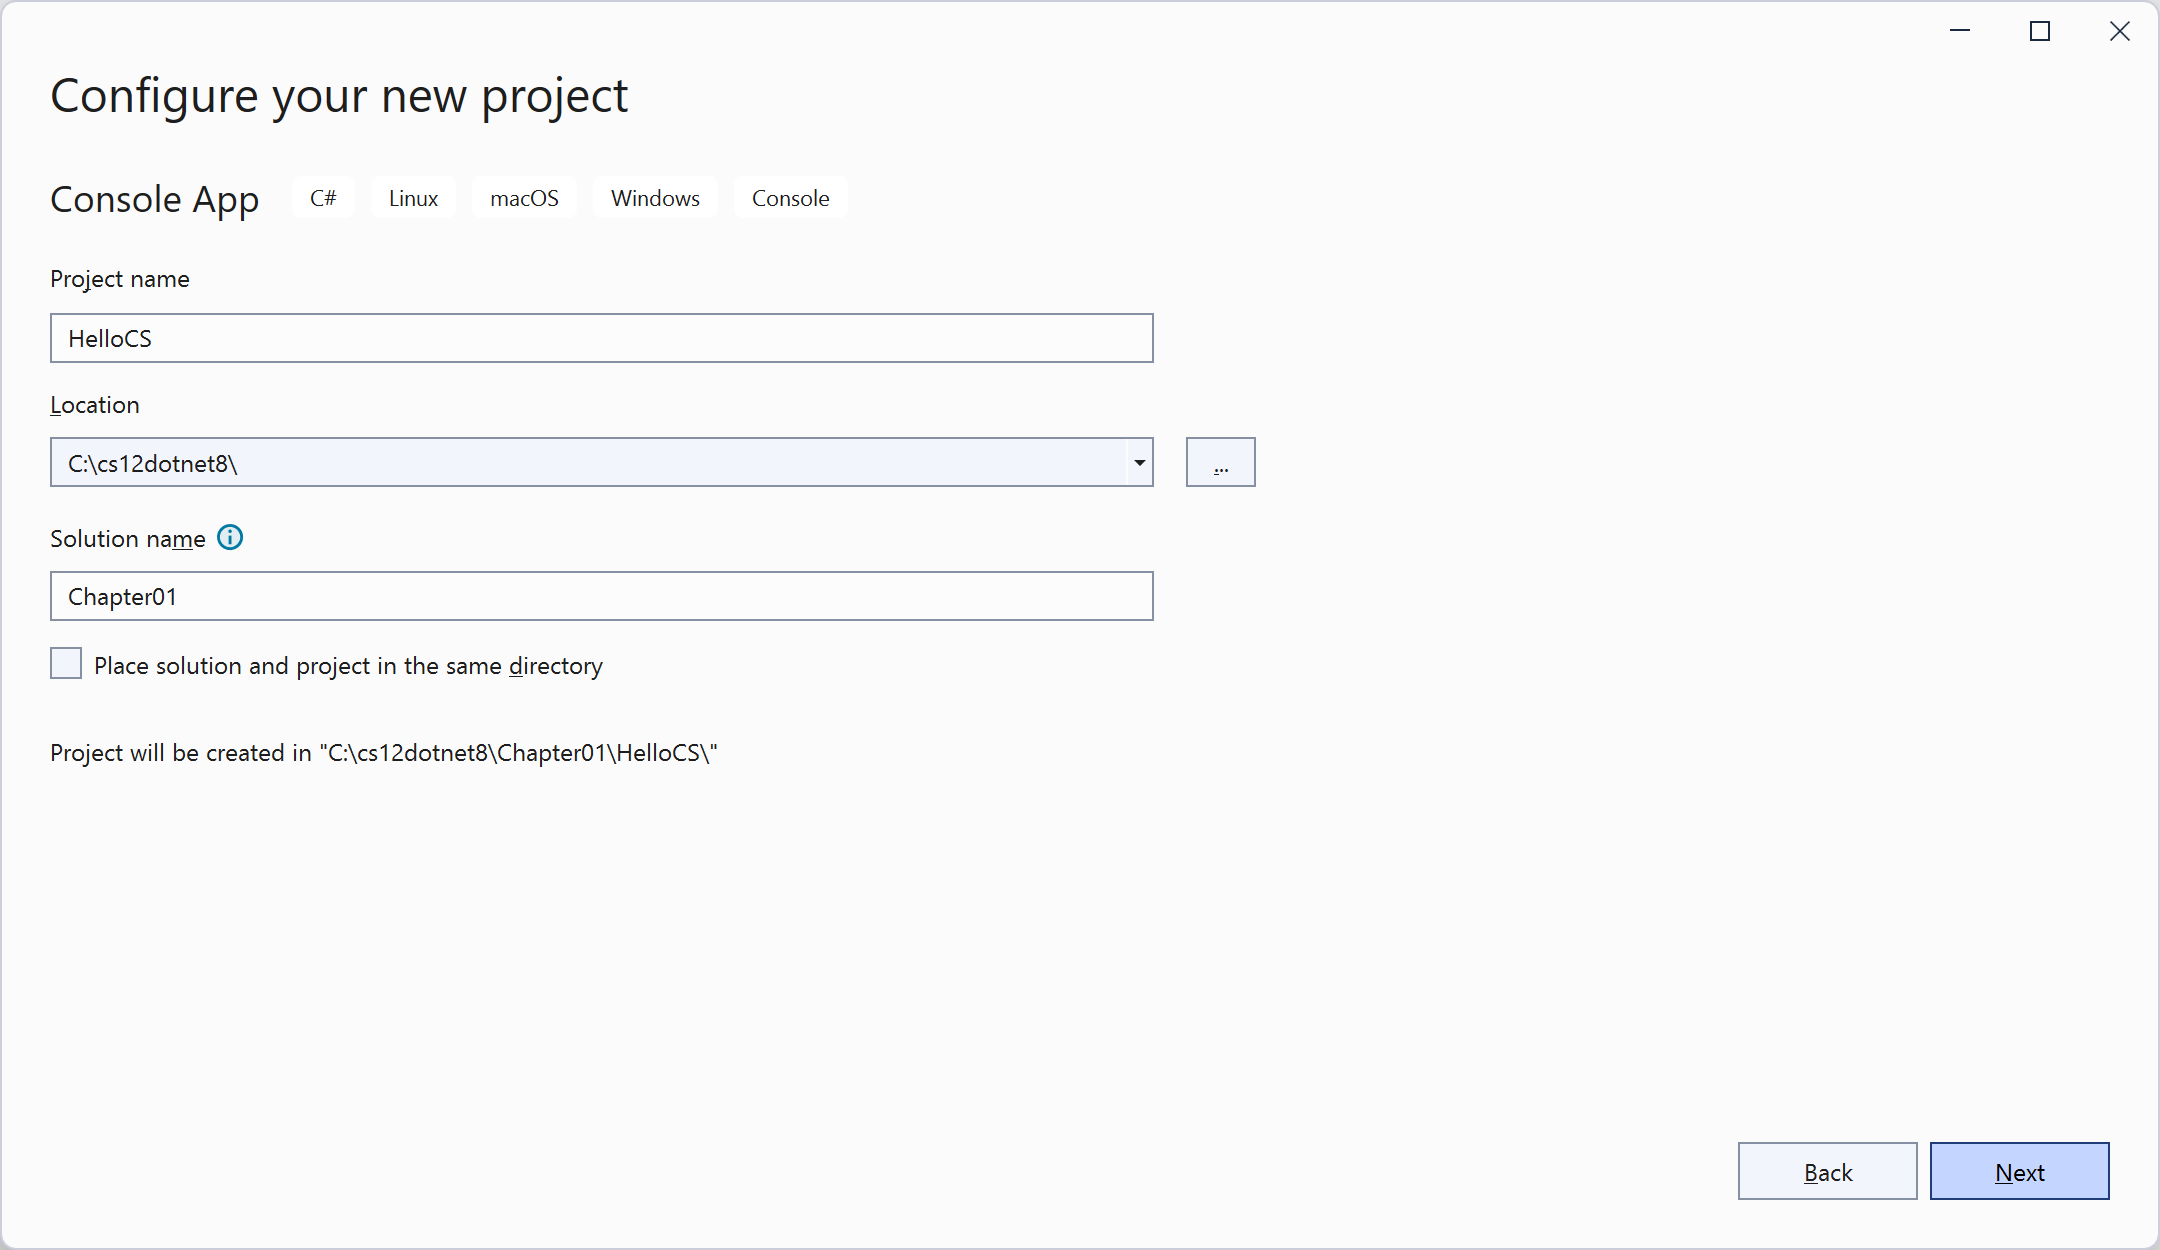 Configure your new project
Console App C# Linux macOS Windows Console
Project name
HelloCS
Location
C:\cs12dotnet8\
...
Solution name
Chapter01
Place solution and project in the same directory
Project will be created in "C:\cs12dotnet8\Chapter01\HelloCS\"
Back Next